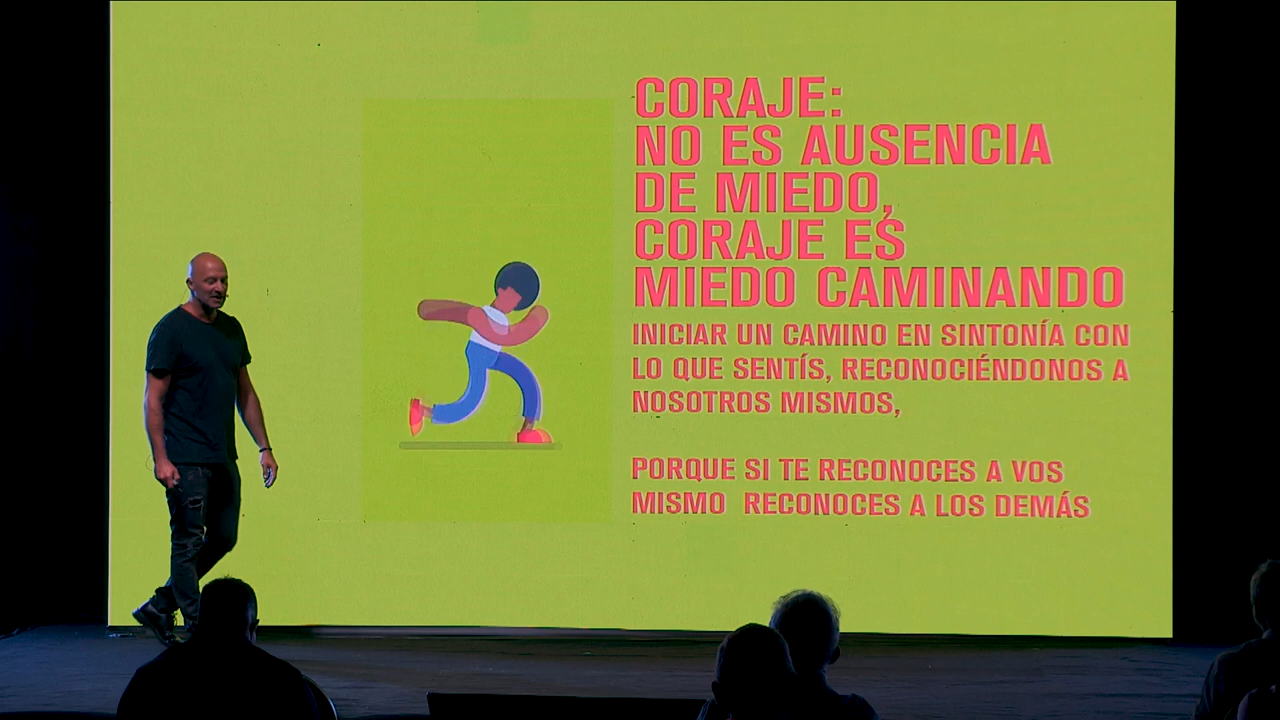 CORAJE:
NO ES AUSENCIA
DE MIEDO,
CORAJE ES
MIEDO CAMINANDO
INICIAR UN CAMINO EN SINTONÍA CON
LO QUE SENTÍS, RECONOCIÉNDONOS A
NOSOTROS MISMOS,
PORQUE SI TE RECONOCES A VOS
MISMO RECONOCES A LOS DEMÁS